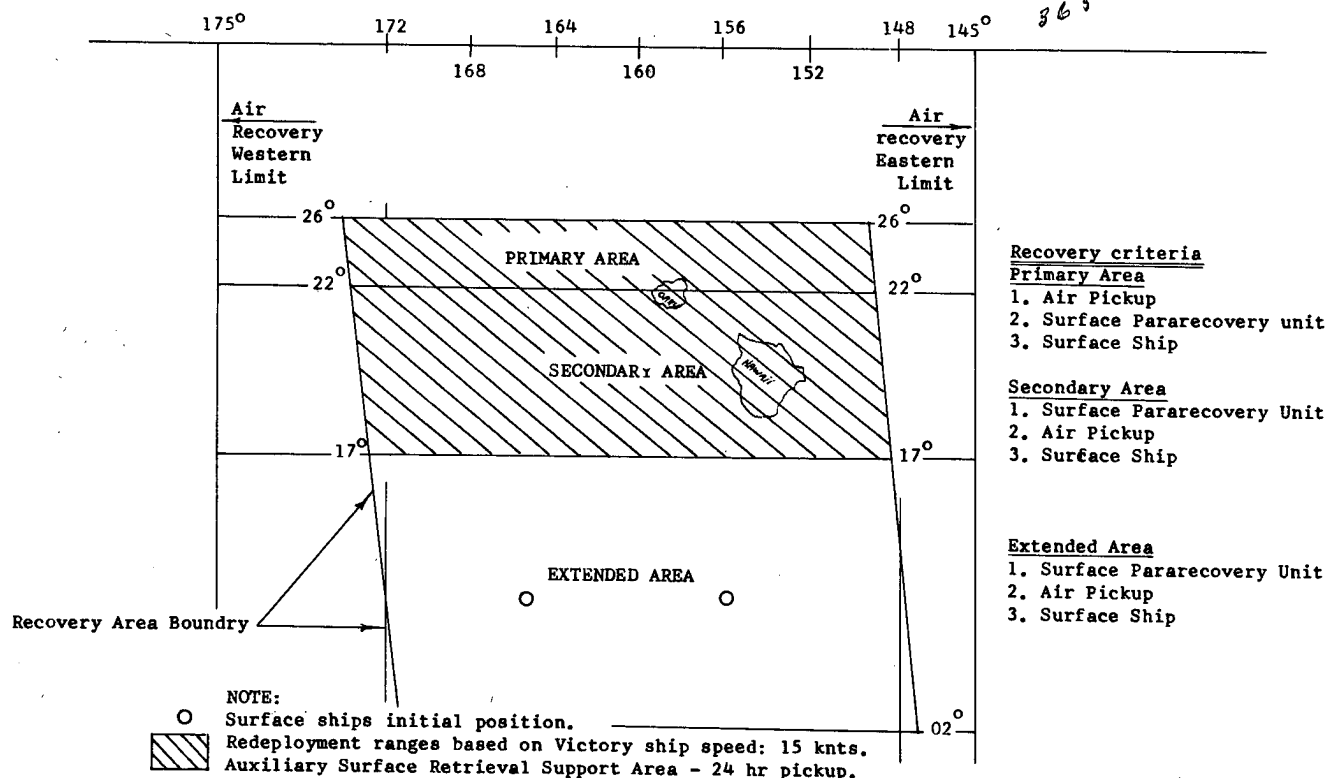 365
175° 172 164 156 148 145°
168 160 152
Air
Recovery
Western
Limit
Air
recovery
Eastern
Limit
26° 26°
PRIMARY AREA
22° 22°
OAHU
SECONDARY AREA
HAWAII
17° 17°
EXTENDED AREA
Recovery Area Boundry
02°
NOTE:
Surface ships initial position.
Redeployment ranges based on Victory ship speed: 15 knts.
Auxiliary Surface Retrieval Support Area - 24 hr pickup.
Recovery criteria
Primary Area
1. Air Pickup
2. Surface Pararecovery unit
3. Surface Ship
Secondary Area
1. Surface Pararecovery Unit
2. Air Pickup
3. Surface Ship
Extended Area
1. Surface Pararecovery Unit
2. Air Pickup
3. Surface Ship